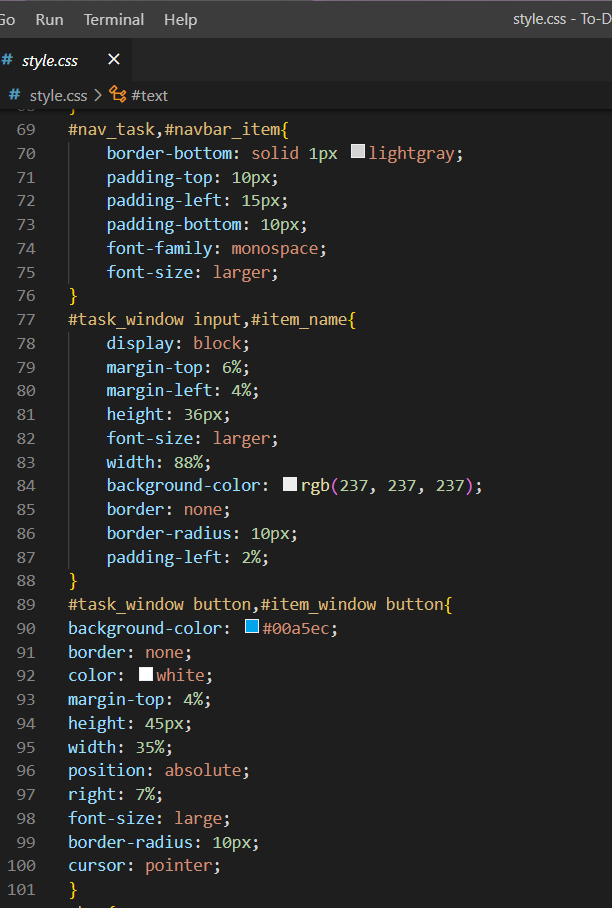 Go Run Terminal Help style.css - To-D
# style.css ×
# style.css > #text
69 #nav_task,#navbar_item{
70 border-bottom: solid 1px lightgray;
71 padding-top: 10px;
72 padding-left: 15px;
73 padding-bottom: 10px;
74 font-family: monospace;
75 font-size: larger;
76 }
77 #task_window input,#item_name{
78 display: block;
79 margin-top: 6%;
80 margin-left: 4%;
81 height: 36px;
82 font-size: larger;
83 width: 88%;
84 background-color: rgb(237, 237, 237);
85 border: none;
86 border-radius: 10px;
87 padding-left: 2%;
88 }
89 #task_window button,#item_window button{
90 background-color: #00a5ec;
91 border: none;
92 color: white;
93 margin-top: 4%;
94 height: 45px;
95 width: 35%;
96 position: absolute;
97 right: 7%;
98 font-size: large;
99 border-radius: 10px;
100 cursor: pointer;
101 }